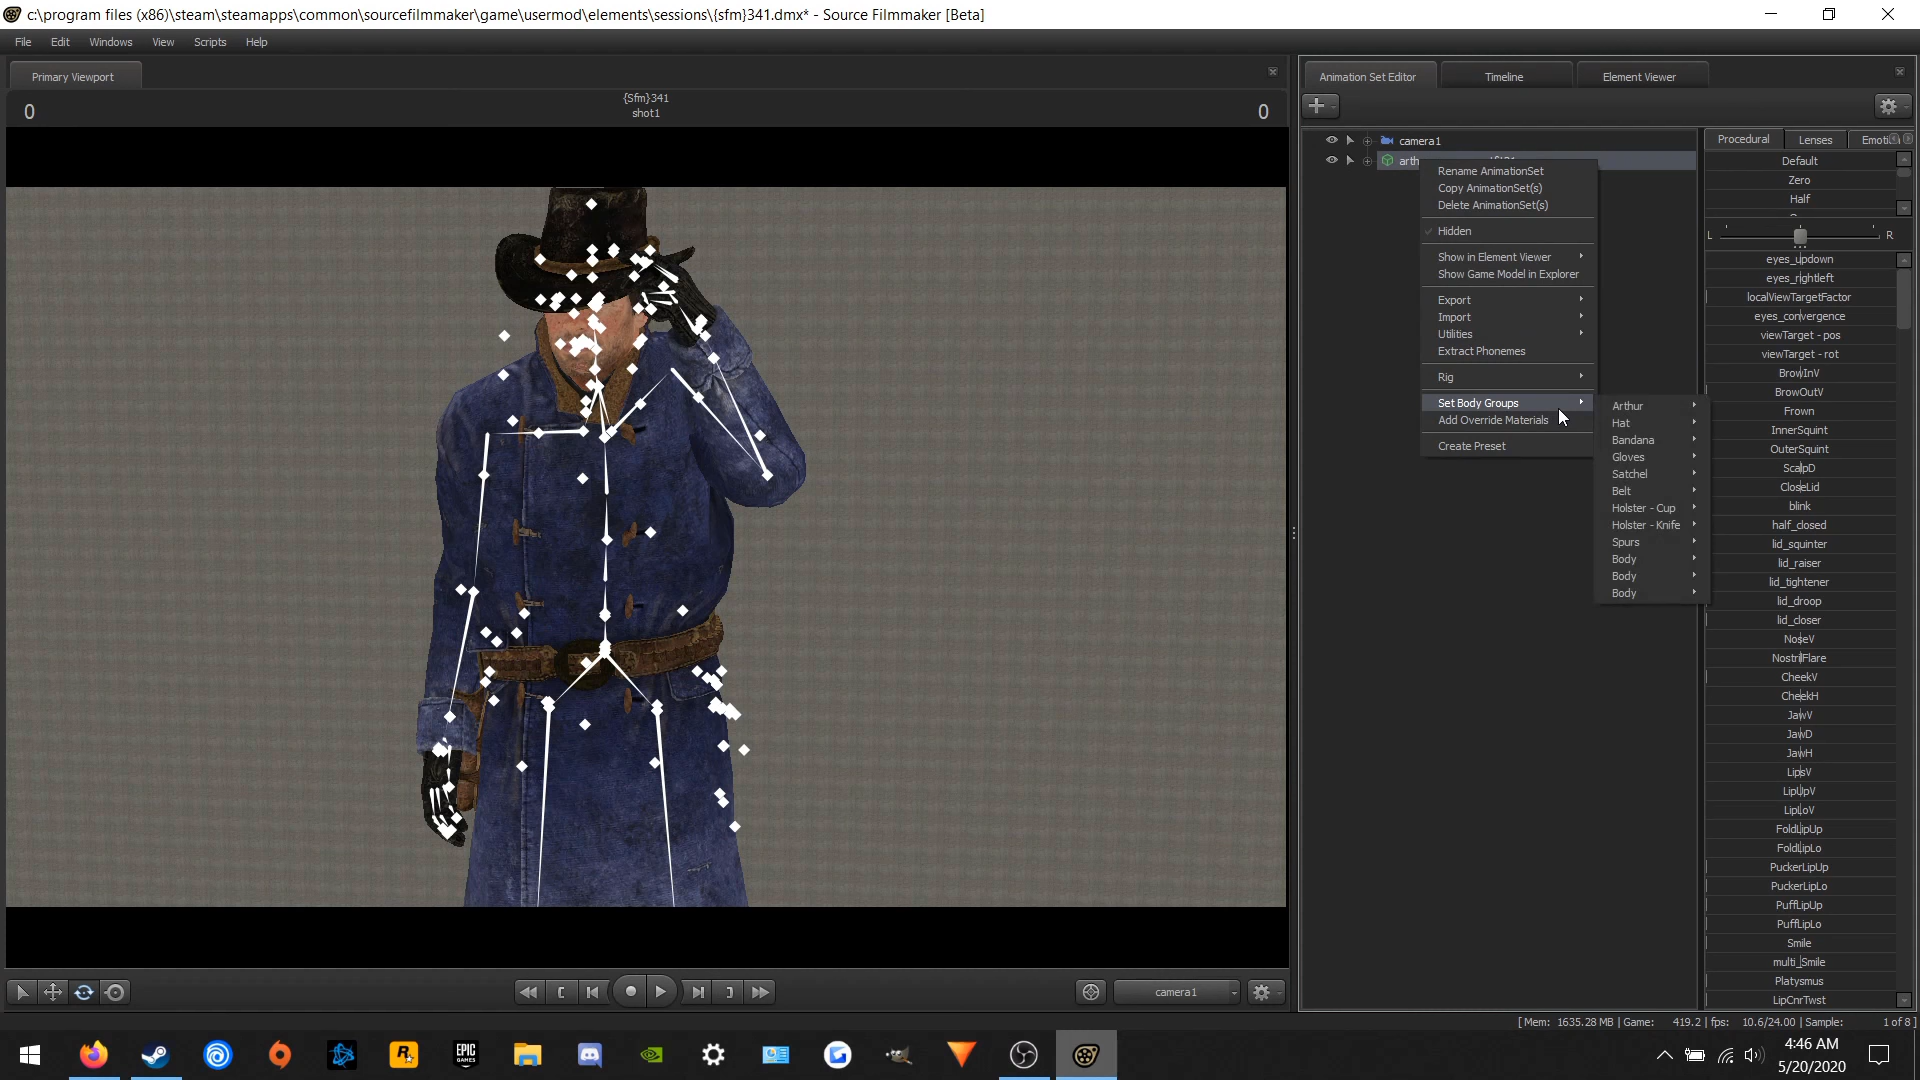 c:\program files (x86)\steam\steamapps\common\sourcefilmmaker\game\usermod\elements\sessions\{sfm}341.dmx* - Source Filmmaker [Beta]
File Edit Windows View Scripts Help
Primary Viewport
0
{Sfm}341
shot1
0
Animation Set Editor
Timeline
Element Viewer
camera1
arth
Rename AnimationSet
Copy AnimationSet(s)
Delete AnimationSet(s)
Hidden
Show in Element Viewer
Show Game Model in Explorer
Export
Import
Utilities
Extract Phonemes
Rig
Set Body Groups
Add Override Materials
Create Preset
Arthur
Hat
Bandana
Gloves
Satchel
Belt
Holster - Cup
Holster - Knife
Spurs
Body
Body
Body
Procedural
Lenses
Emoti
Default
Zero
Half
L
R
eyes_updown
eyes_rightleft
localViewTargetFactor
eyes_convergence
viewTarget - pos
viewTarget - rot
BrowInV
BrowOutV
Frown
InnerSquint
OuterSquint
ScalpD
CloseLid
blink
half_closed
lid_squinter
lid_raiser
lid_tightener
lid_droop
lid_closer
NoseV
NostrilFlare
CheekV
CheekH
JawV
JawD
JawH
LipsV
LipUpV
LipLoV
FoldLipUp
FoldLipLo
PuckerLipUp
PuckerLipLo
PuffLipUp
PuffLipLo
Smile
multi_Smile
Platysmus
LipCnrTwst
camera1
[ Mem: 1635.28 MB | Game: 419.2 | fps: 10.6/24.00 | Sample: 1 of 8 ]
EPIC
GAMES
4:46 AM
5/20/2020